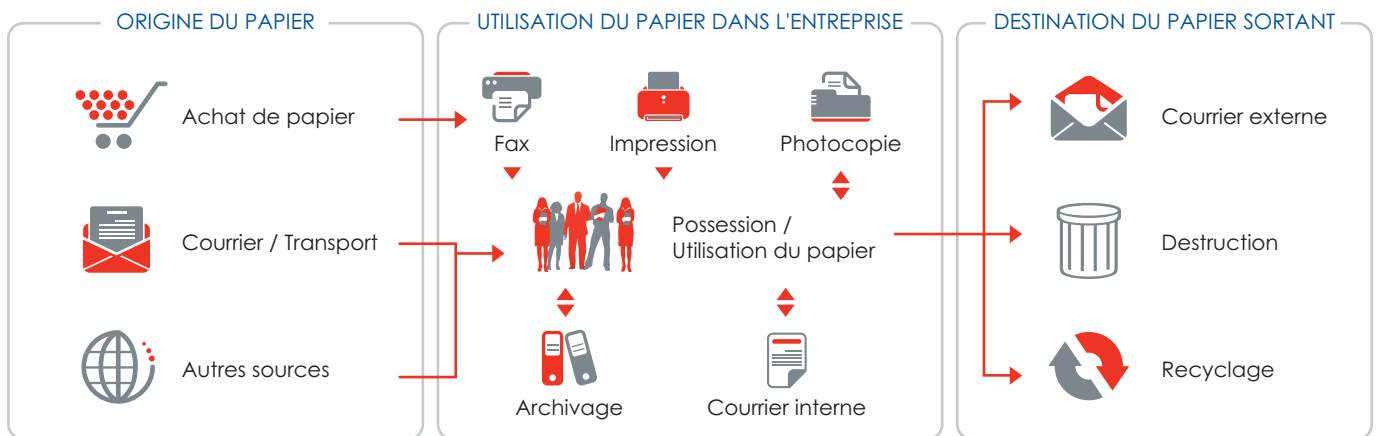 ORIGINE DU PAPIER
Achat de papier
Courrier / Transport
Autres sources
UTILISATION DU PAPIER DANS L'ENTREPRISE
Fax
Impression
Photocopie
Possession /
Utilisation du papier
Archivage
Courrier interne
DESTINATION DU PAPIER SORTANT
Courrier externe
Destruction
Recyclage